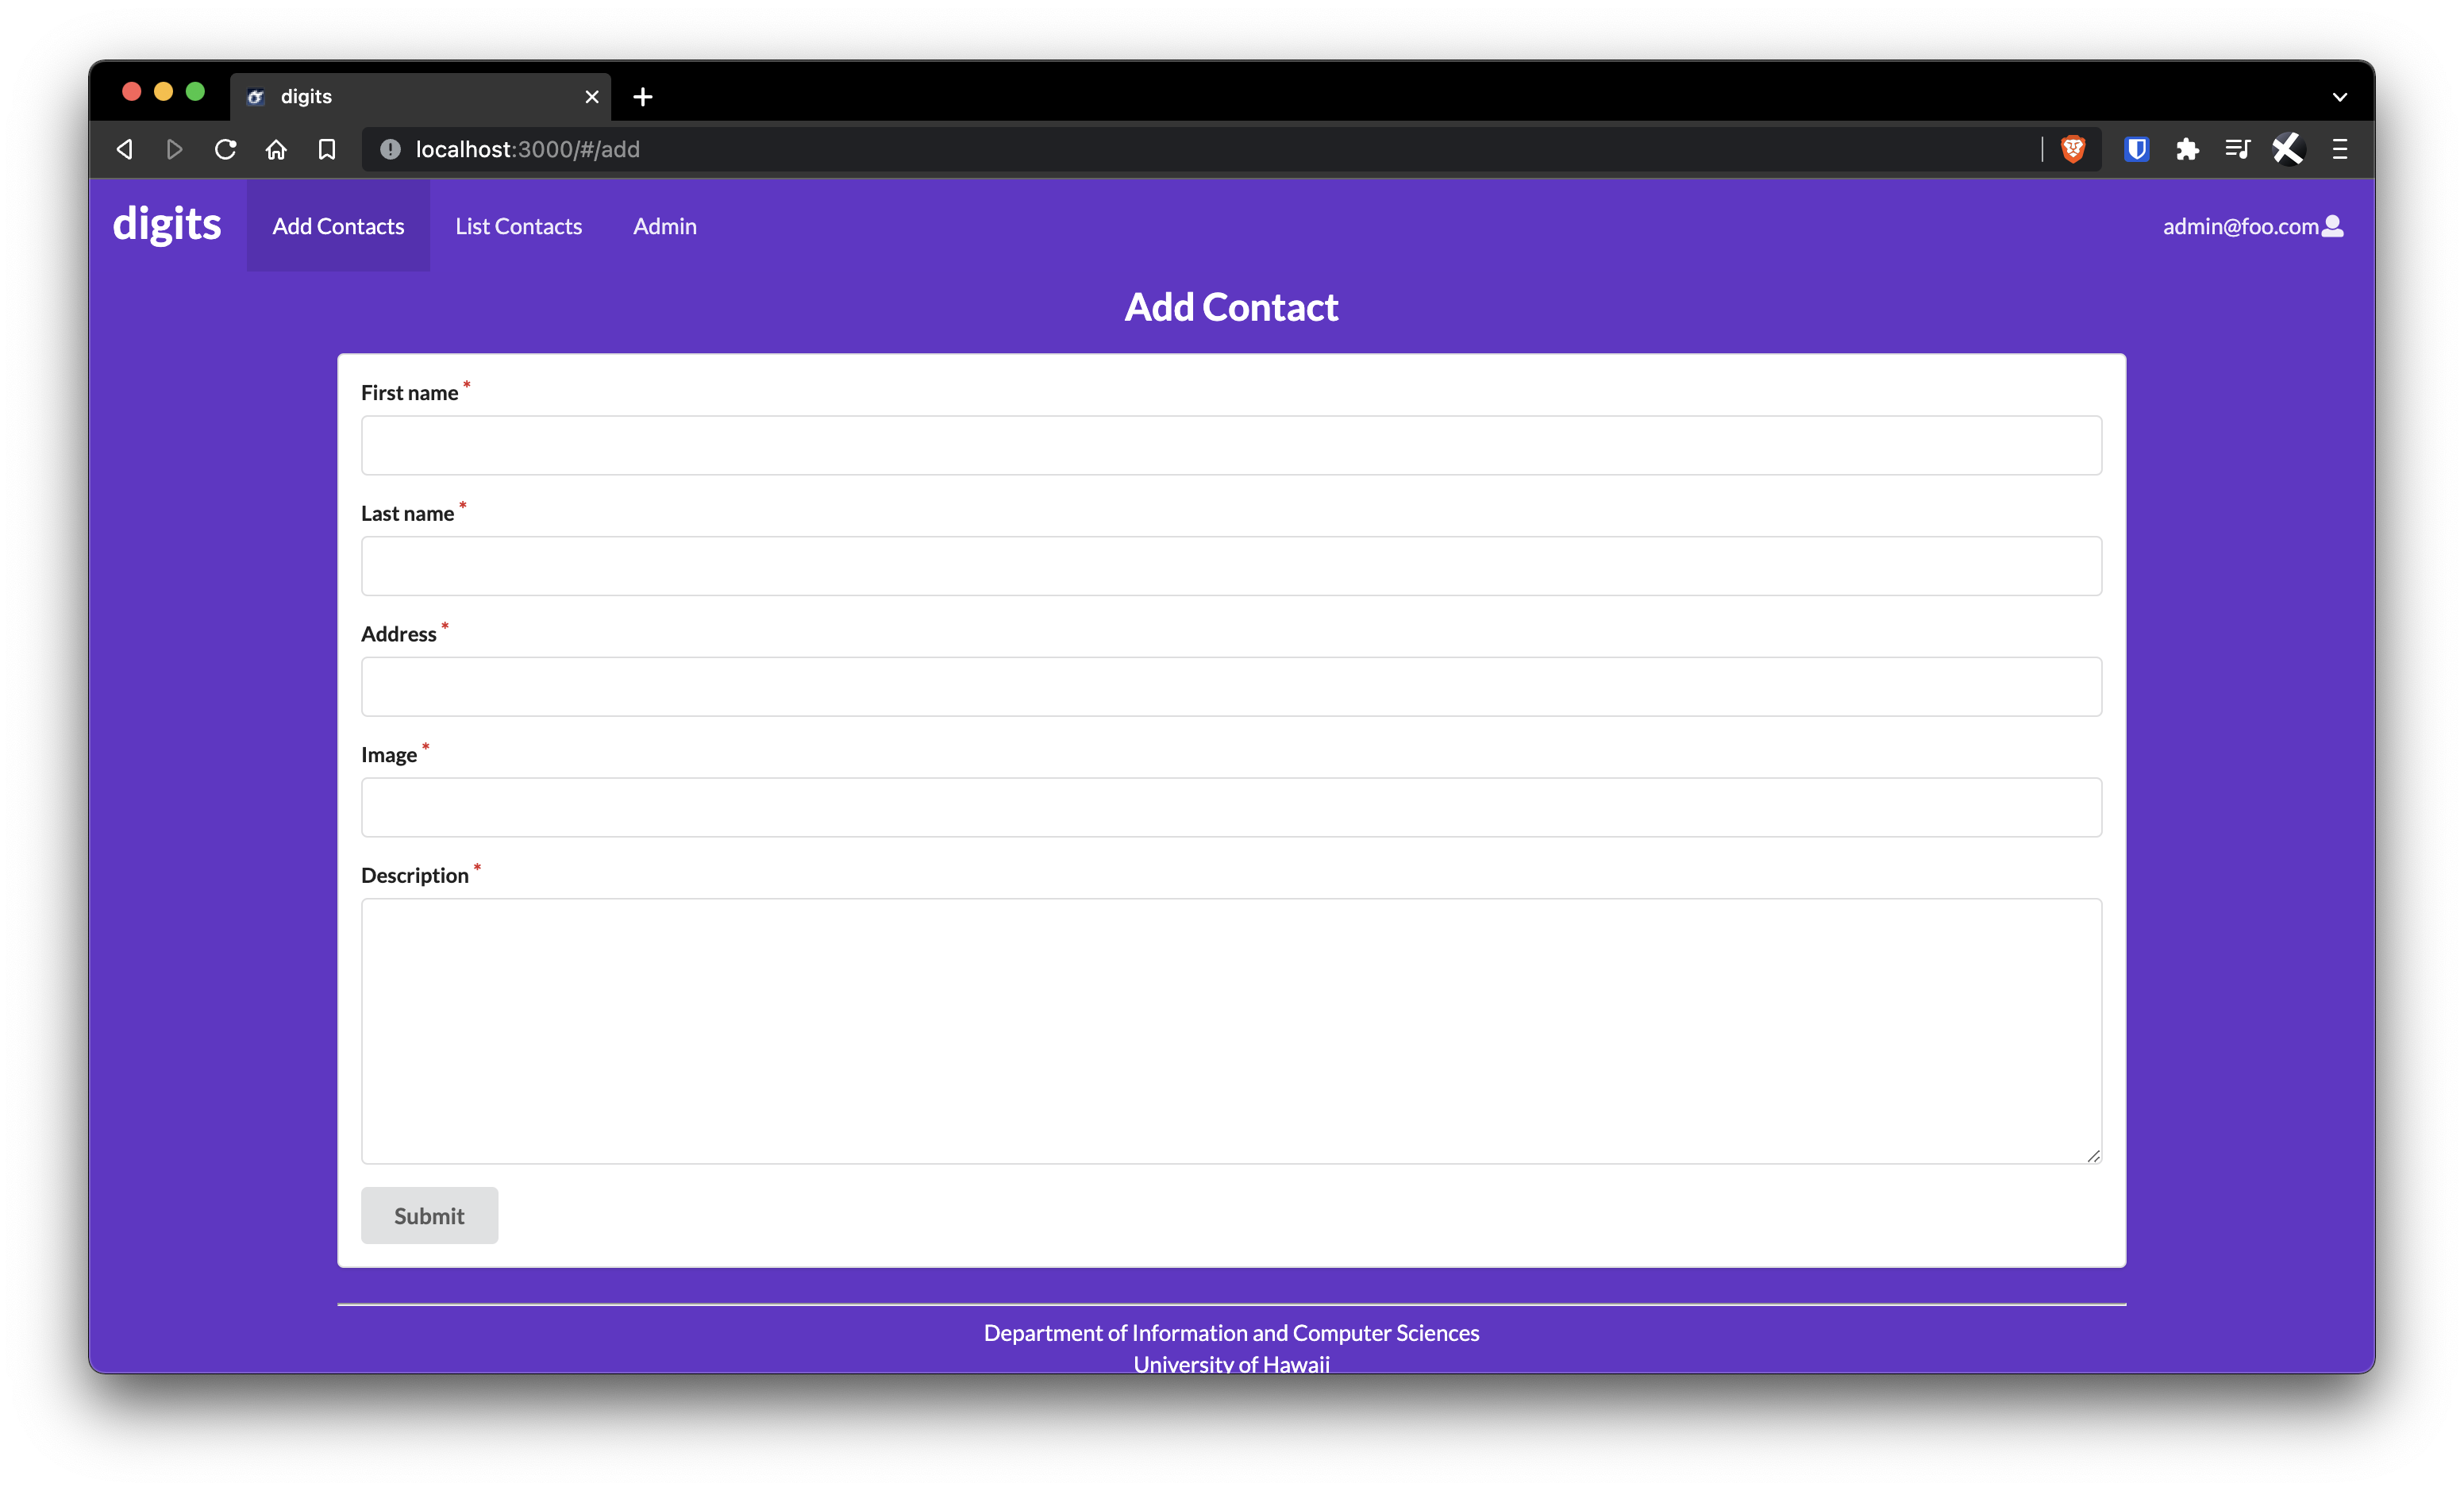 digits
localhost:3000/#/add
digits
Add Contacts
List Contacts
Admin
admin@foo.com
Add Contact
First name *
Last name *
Address *
Image *
Description *
Submit
Department of Information and Computer Sciences
University of Hawaii